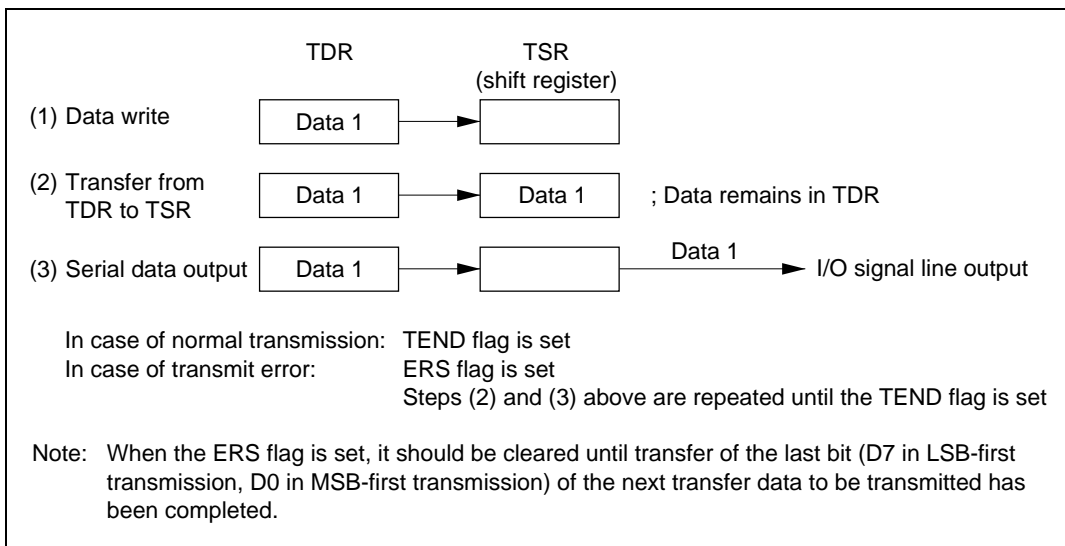 TDR TSR
(shift register)
(1) Data write Data 1
(2) Transfer from
TDR to TSR Data 1 Data 1 ; Data remains in TDR
(3) Serial data output Data 1 Data 1 I/O signal line output
In case of normal transmission: TEND flag is set
In case of transmit error: ERS flag is set
Steps (2) and (3) above are repeated until the TEND flag is set
Note: When the ERS flag is set, it should be cleared until transfer of the last bit (D7 in LSB-first
transmission, D0 in MSB-first transmission) of the next transfer data to be transmitted has
been completed.